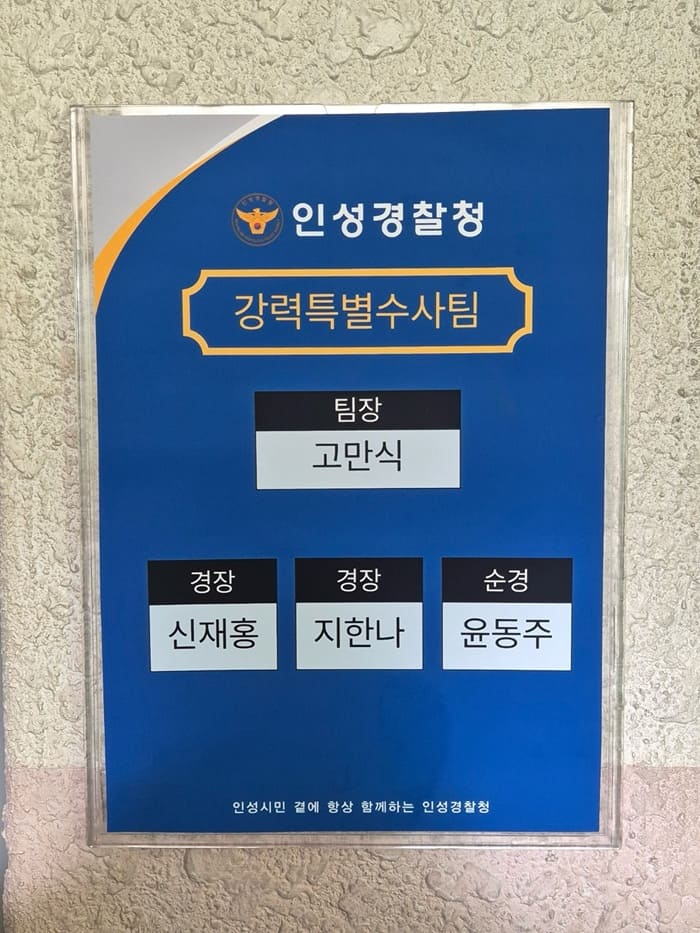 인성경찰청
강력특별수사팀
팀장
고만식
경장
신재홍
경장
지한나
순경
윤동주
인성시민 곁에 항상 함께하는 인성경찰청